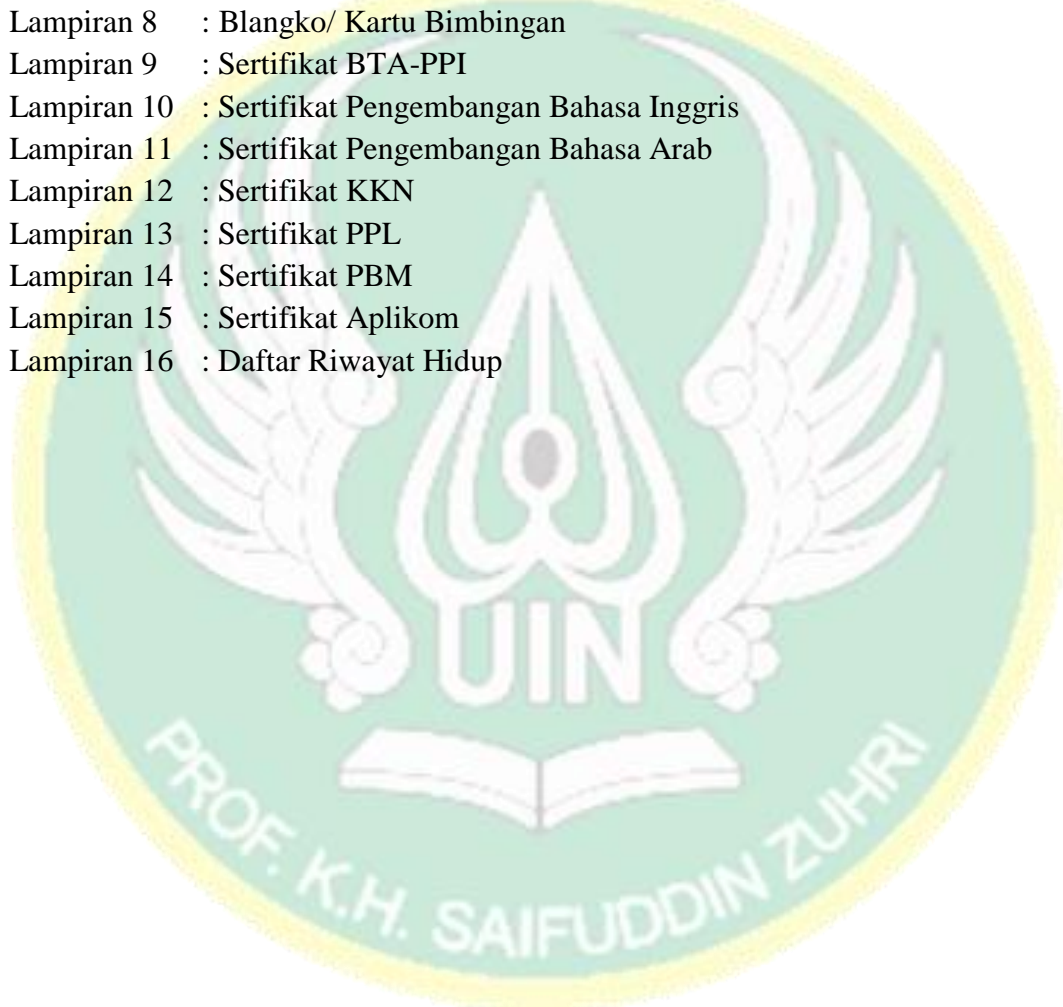 Lampiran 8 : Blangko/ Kartu Bimbingan
Lampiran 9 : Sertifikat BTA-PPI
Lampiran 10 : Sertifikat Pengembangan Bahasa Inggris
Lampiran 11 : Sertifikat Pengembangan Bahasa Arab
Lampiran 12 : Sertifikat KKN
Lampiran 13 : Sertifikat PPL
Lampiran 14 : Sertifikat PBM
Lampiran 15 : Sertifikat Aplikom
Lampiran 16 : Daftar Riwayat Hidup
UIN
PROF. K.H. SAIFUDDIN ZUHRI